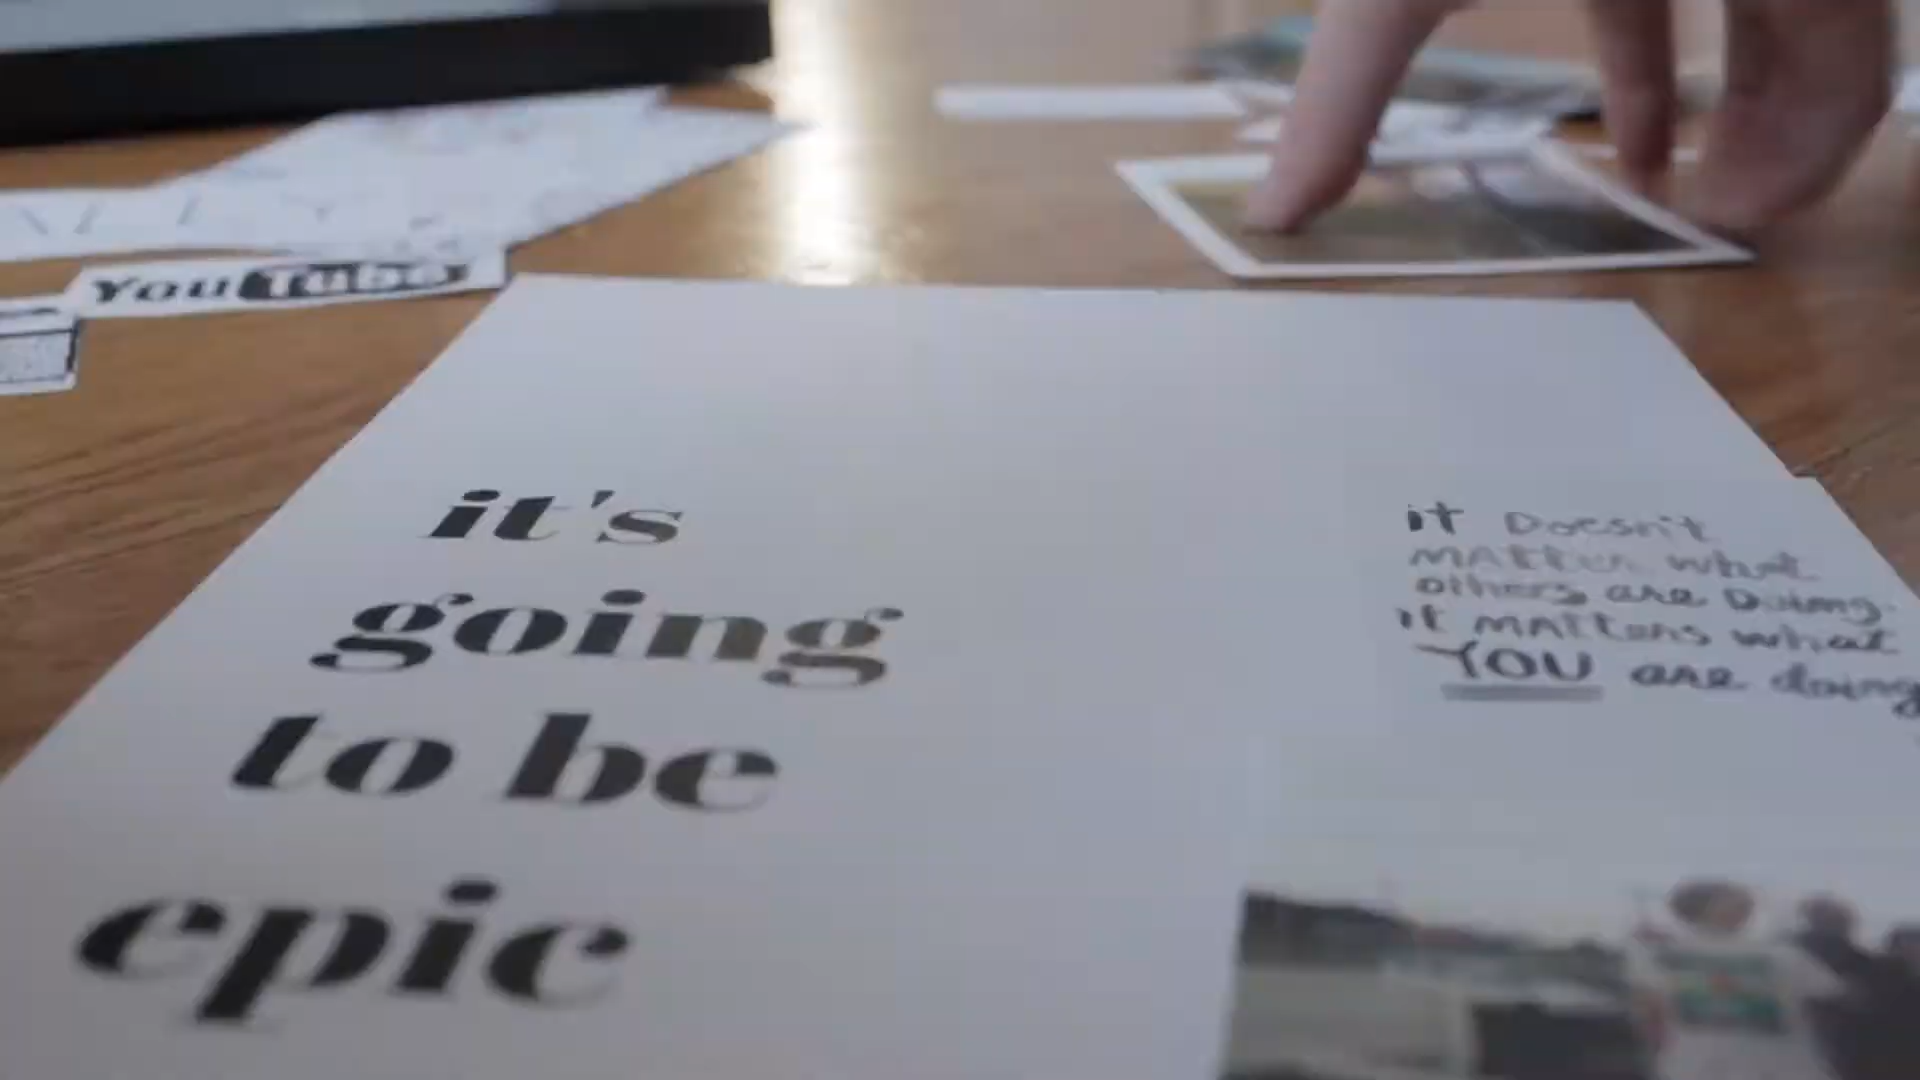 YouTube
it's
going
to be
epic
it Doesn't
MATTER what
others are Doing.
it MATTERS what
YOU are doing